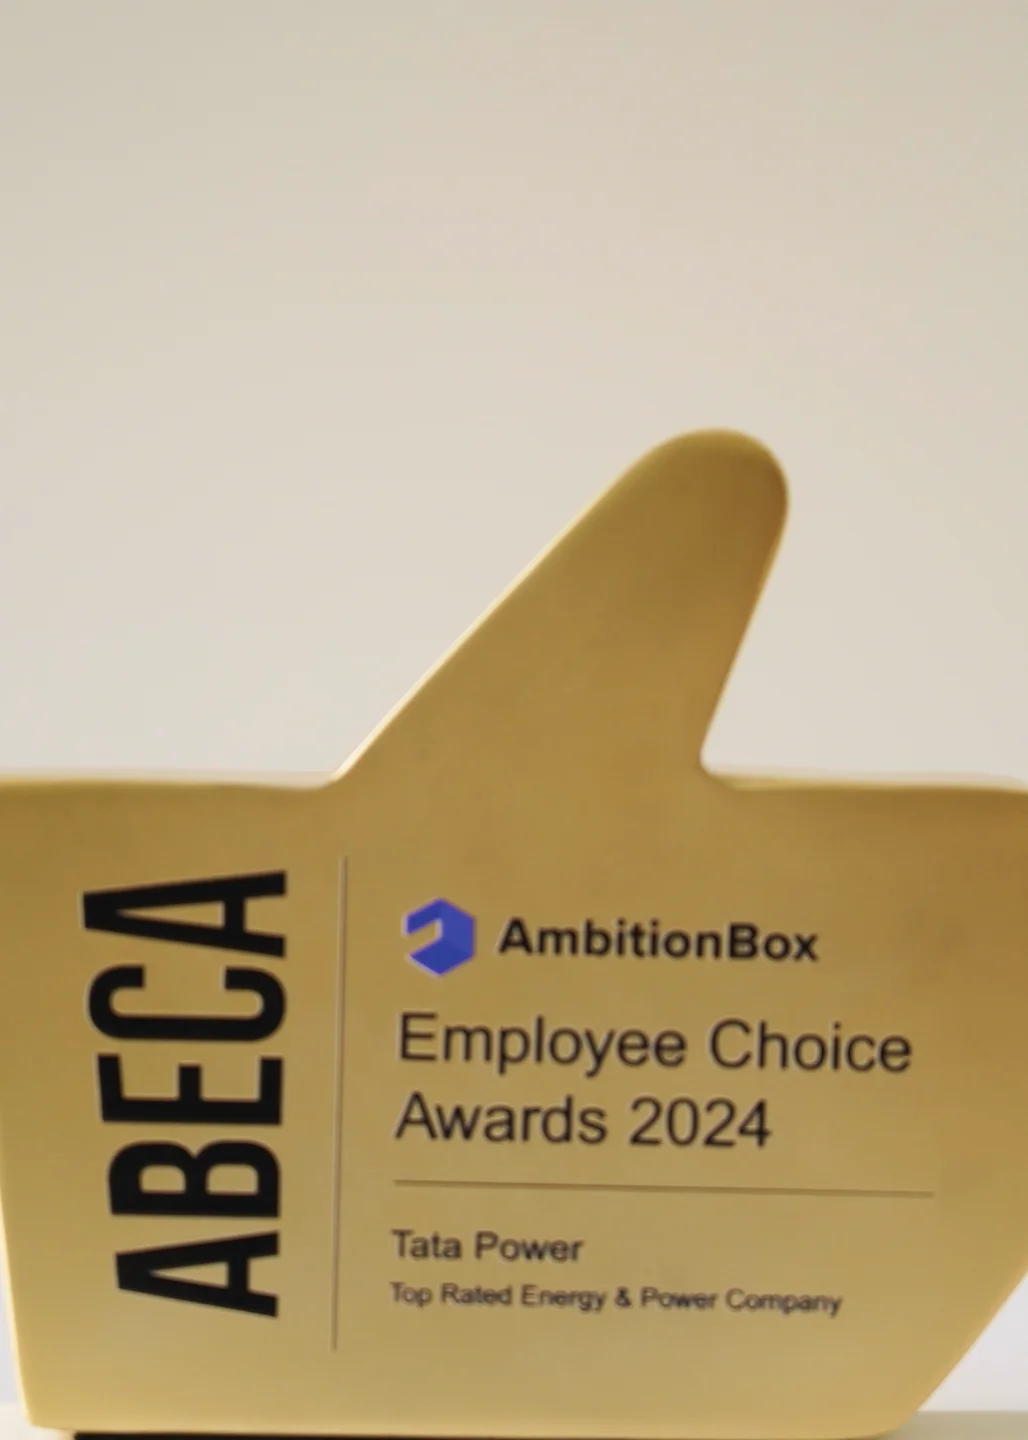 ABECA
AmbitionBox
Employee Choice
Awards 2024
Tata Power
Top Rated Energy & Power Company